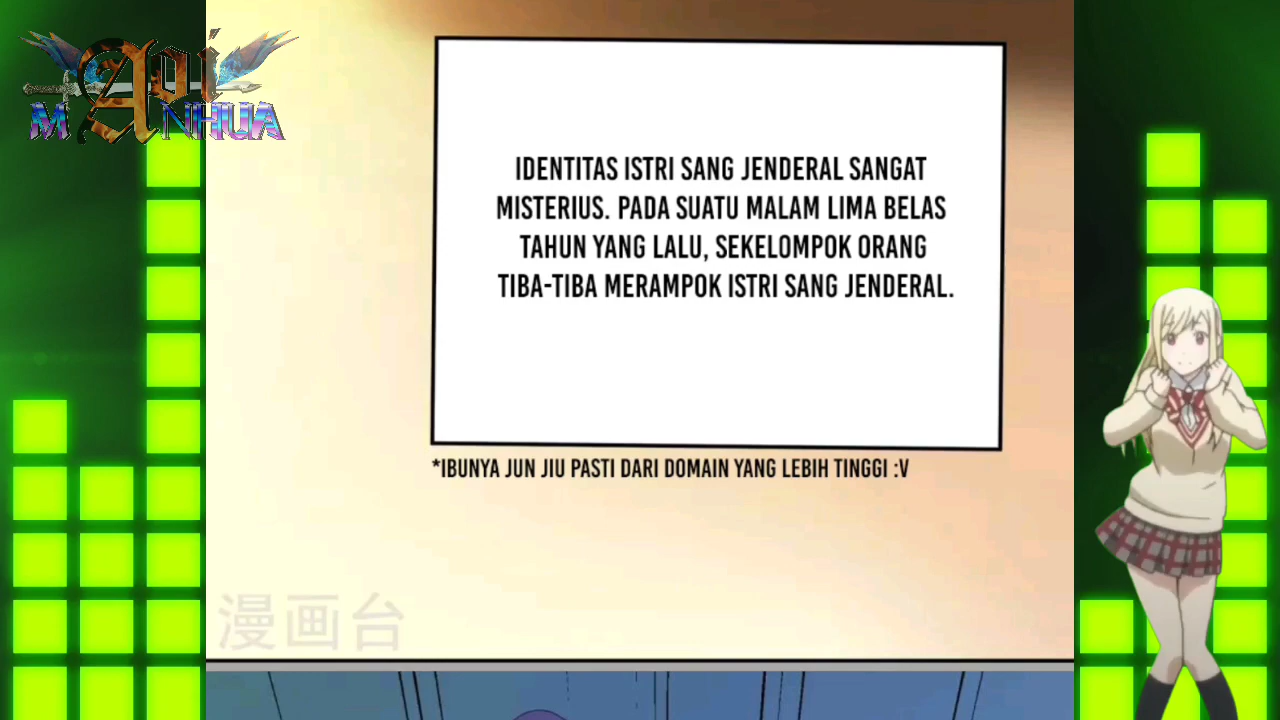 Aoi
MANHUA
IDENTITAS ISTRI SANG JENDERAL SANGAT
MISTERIUS. PADA SUATU MALAM LIMA BELAS
TAHUN YANG LALU, SEKELOMPOK ORANG
TIBA-TIBA MERAMPOK ISTRI SANG JENDERAL.
*IBUNYA JUN JIU PASTI DARI DOMAIN YANG LEBIH TINGGI :V
漫画台